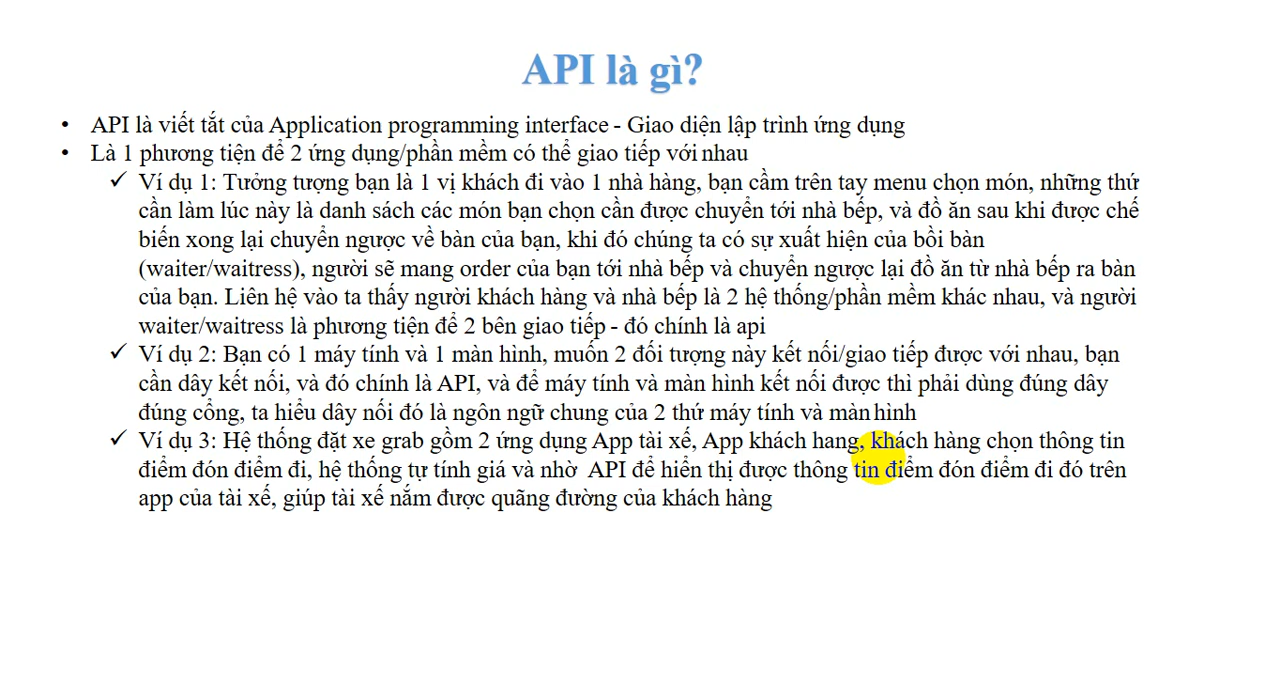 API là gì?
• API là viết tắt của Application programming interface - Giao diện lập trình ứng dụng
• Là 1 phương tiện để 2 ứng dụng/phần mềm có thể giao tiếp với nhau
✓ Ví dụ 1: Tưởng tượng bạn là 1 vị khách đi vào 1 nhà hàng, bạn cầm trên tay menu chọn món, những thứ
cần làm lúc này là danh sách các món bạn chọn cần được chuyển tới nhà bếp, và đồ ăn sau khi được chế
biến xong lại chuyển ngược về bàn của bạn, khi đó chúng ta có sự xuất hiện của bồi bàn
(waiter/waitress), người sẽ mang order của bạn tới nhà bếp và chuyển ngược lại đồ ăn từ nhà bếp ra bàn
của bạn. Liên hệ vào ta thấy người khách hàng và nhà bếp là 2 hệ thống/phần mềm khác nhau, và người
waiter/waitress là phương tiện để 2 bên giao tiếp - đó chính là api
✓ Ví dụ 2: Bạn có 1 máy tính và 1 màn hình, muốn 2 đối tượng này kết nối/giao tiếp được với nhau, bạn
cần dây kết nối, và đó chính là API, và để máy tính và màn hình kết nối được thì phải dùng đúng dây
đúng cổng, ta hiểu dây nối đó là ngôn ngữ chung của 2 thứ máy tính và màn hình
✓ Ví dụ 3: Hệ thống đặt xe grab gồm 2 ứng dụng App tài xế, App khách hang, khách hàng chọn thông tin
điểm đón điểm đi, hệ thống tự tính giá và nhờ API để hiển thị được thông tin điểm đón điểm đi đó trên
app của tài xế, giúp tài xế nắm được quãng đường của khách hàng